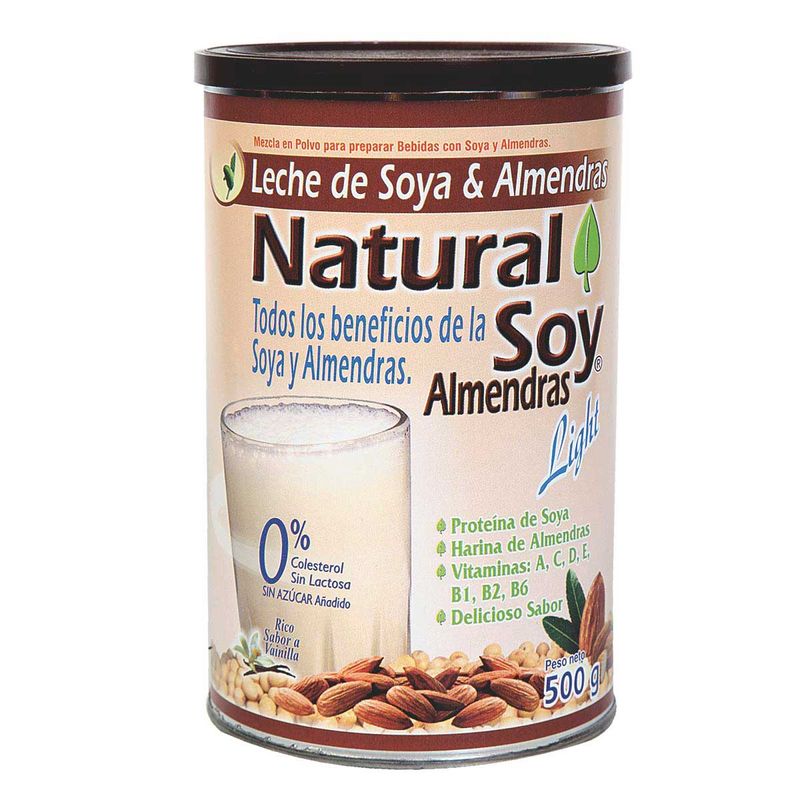 Mezcla en Polvo para preparar Bebidas con Soya y Almendras.
Leche de Soya & Almendras
Natural
Soy®
Almendras
Light
Todos los beneficios de la
Soya y Almendras.
0%
Colesterol
Sin Lactosa
SIN AZÚCAR Añadido
Rico
Sabor a
Vainilla
Proteína de Soya
Harina de Almendras
Vitaminas: A, C, D, E,
B1, B2, B6
Delicioso Sabor
Peso neto
500 g